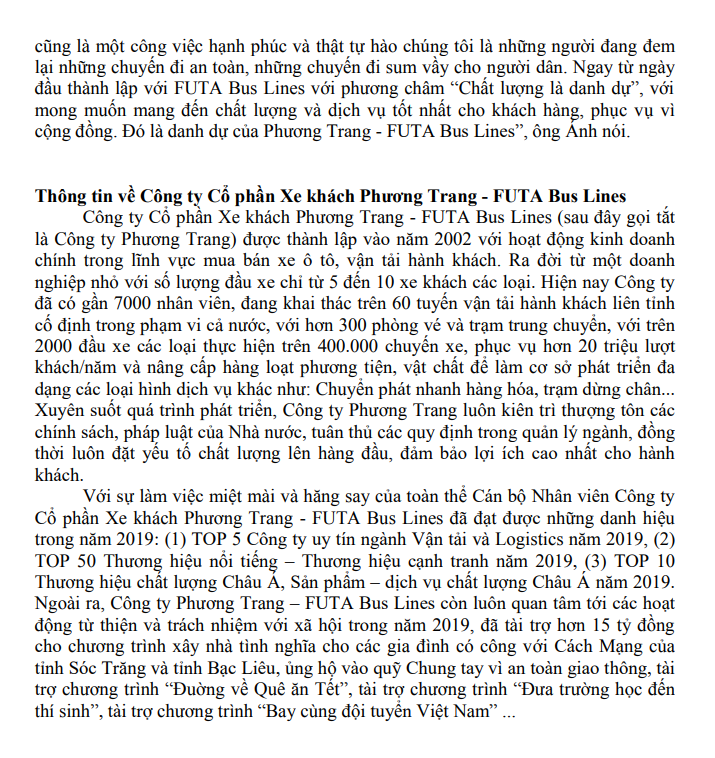 cũng là một công việc hạnh phúc và thật tự hào chúng tôi là những người đang đem
lại những chuyến đi an toàn, những chuyến đi sum vầy cho người dân. Ngay từ ngày
đầu thành lập với FUTA Bus Lines với phương châm “Chất lượng là danh dự”, với
mong muốn mang đến chất lượng và dịch vụ tốt nhất cho khách hàng, phục vụ vì
cộng đồng. Đó là danh dự của Phương Trang - FUTA Bus Lines”, ông Ánh nói.
Thông tin về Công ty Cổ phần Xe khách Phương Trang - FUTA Bus Lines
Công ty Cổ phần Xe khách Phương Trang - FUTA Bus Lines (sau đây gọi tắt
là Công ty Phương Trang) được thành lập vào năm 2002 với hoạt động kinh doanh
chính trong lĩnh vực mua bán xe ô tô, vận tải hành khách. Ra đời từ một doanh
nghiệp nhỏ với số lượng đầu xe chỉ từ 5 đến 10 xe khách các loại. Hiện nay Công ty
đã có gần 7000 nhân viên, đang khai thác trên 60 tuyến vận tải hành khách liên tỉnh
cố định trong phạm vi cả nước, với hơn 300 phòng vé và trạm trung chuyển, với trên
2000 đầu xe các loại thực hiện trên 400.000 chuyến xe, phục vụ hơn 20 triệu lượt
khách/năm và nâng cấp hàng loạt phương tiện, vật chất để làm cơ sở phát triển đa
dạng các loại hình dịch vụ khác như: Chuyển phát nhanh hàng hóa, trạm dừng chân...
Xuyên suốt quá trình phát triển, Công ty Phương Trang luôn kiên trì thượng tôn các
chính sách, pháp luật của Nhà nước, tuân thủ các quy định trong quản lý ngành, đồng
thời luôn đặt yếu tố chất lượng lên hàng đầu, đảm bảo lợi ích cao nhất cho hành
khách.
Với sự làm việc miệt mài và hăng say của toàn thể Cán bộ Nhân viên Công ty
Cổ phần Xe khách Phương Trang - FUTA Bus Lines đã đạt được những danh hiệu
trong năm 2019: (1) TOP 5 Công ty uy tín ngành Vận tải và Logistics năm 2019, (2)
TOP 50 Thương hiệu nổi tiếng – Thương hiệu cạnh tranh năm 2019, (3) TOP 10
Thương hiệu chất lượng Châu Á, Sản phẩm – dịch vụ chất lượng Châu Á năm 2019.
Ngoài ra, Công ty Phương Trang – FUTA Bus Lines còn luôn quan tâm tới các hoạt
động từ thiện và trách nhiệm với xã hội trong năm 2019, đã tài trợ hơn 15 tỷ đồng
cho chương trình xây nhà tình nghĩa cho các gia đình có công với Cách Mạng của
tỉnh Sóc Trăng và tỉnh Bạc Liêu, ủng hộ vào quỹ Chung tay vì an toàn giao thông, tài
trợ chương trình “Đuờng về Quê ăn Tết”, tài trợ chương trình “Đưa trường học đến
thí sinh”, tài trợ chương trình “Bay cùng đội tuyển Việt Nam” ...